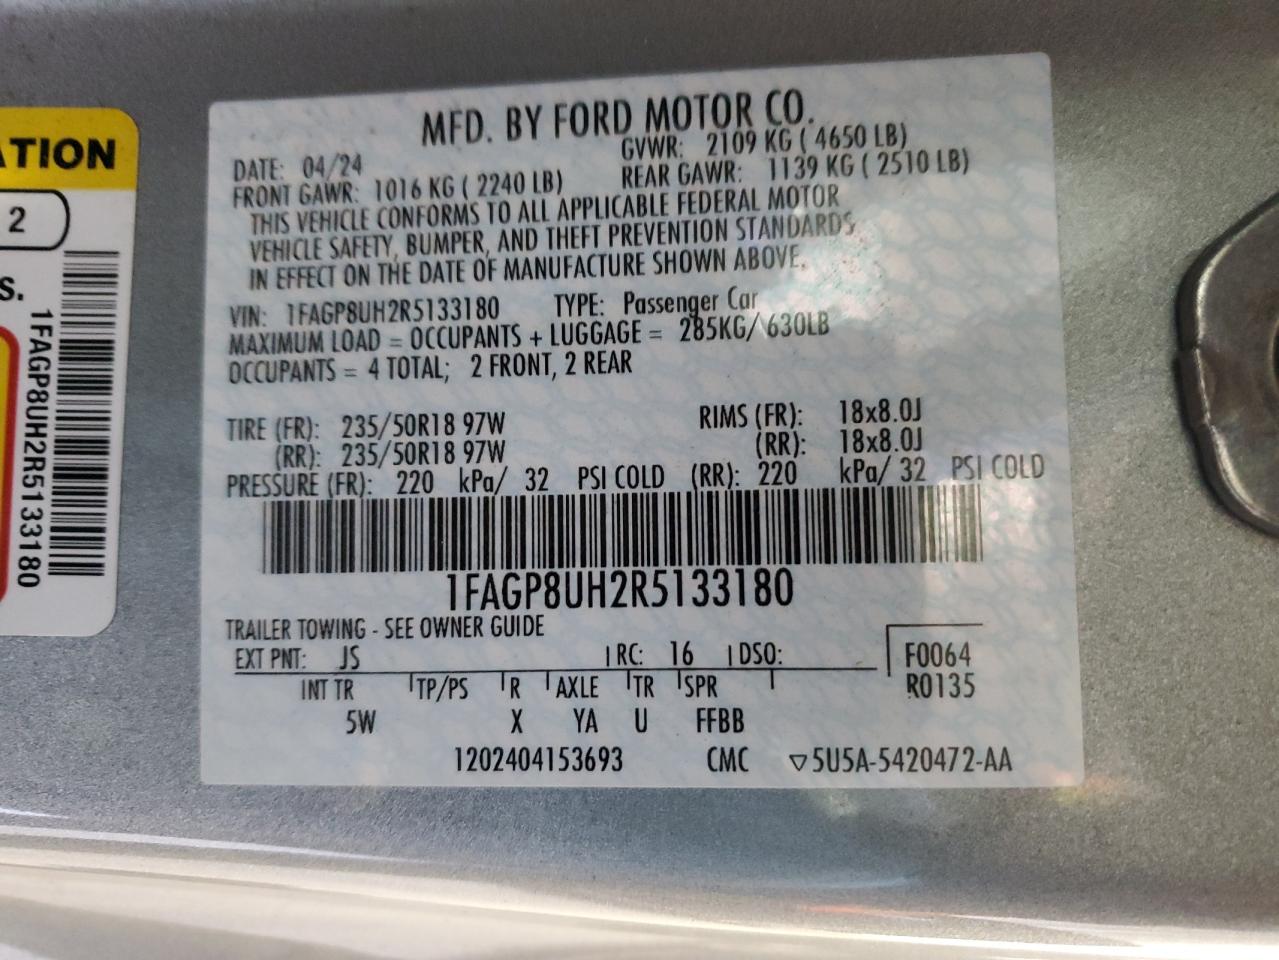 ATION
2
S.
1FAGP8UH2R5133180
MFD. BY FORD MOTOR CO.
DATE: 04/24 GVWR: 2109 KG ( 4650 LB)
FRONT GAWR: 1016 KG ( 2240 LB) REAR GAWR: 1139 KG ( 2510 LB)
THIS VEHICLE CONFORMS TO ALL APPLICABLE FEDERAL MOTOR
VEHICLE SAFETY, BUMPER, AND THEFT PREVENTION STANDARDS
IN EFFECT ON THE DATE OF MANUFACTURE SHOWN ABOVE.
VIN: 1FAGP8UH2R5133180 TYPE: Passenger Car
MAXIMUM LOAD = OCCUPANTS + LUGGAGE = 285KG/ 630LB
OCCUPANTS = 4 TOTAL; 2 FRONT, 2 REAR
TIRE (FR): 235/50R18 97W RIMS (FR): 18x8.0J
(RR): 235/50R18 97W (RR): 18x8.0J
PRESSURE (FR): 220 kPa/ 32 PSI COLD (RR): 220 kPa/ 32 PSI COLD
1FAGP8UH2R5133180
TRAILER TOWING - SEE OWNER GUIDE
EXT PNT: JS RC: 16 DSO: F0064
INT TR TP/PS R AXLE TR SPR R0135
5W X YA U FFBB
1202404153693 CMC ▽5U5A-5420472-AA